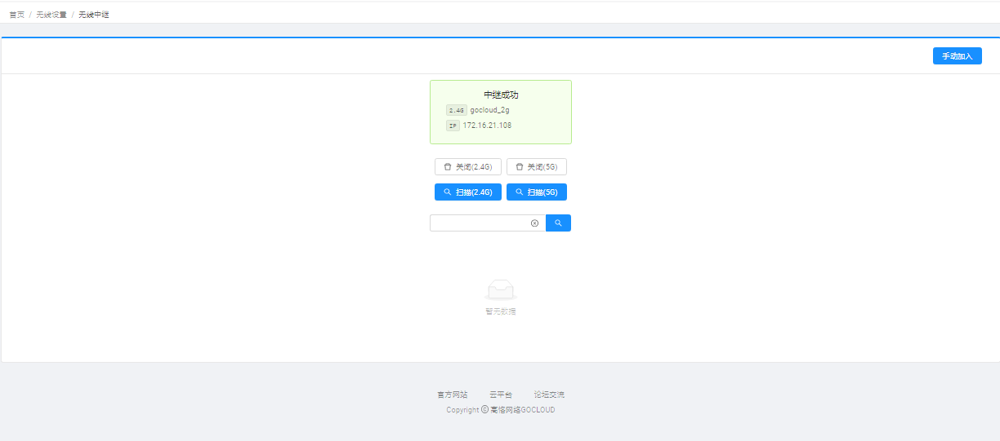 首页 / 无线设置 / 无线中继
手动加入
中继成功
2.4G gocloud_2g
IP 172.16.21.108
关闭(2.4G) 关闭(5G)
扫描(2.4G) 扫描(5G)
暂无数据
官方网站 云平台 论坛交流
Copyright © 高恪网络GOCLOUD